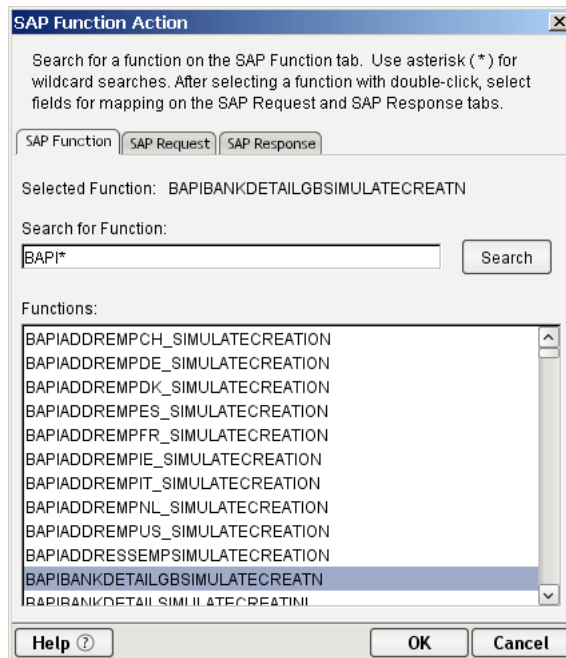 SAP Function Action
Search for a function on the SAP Function tab. Use asterisk ( * ) for
wildcard searches. After selecting a function with double-click, select
fields for mapping on the SAP Request and SAP Response tabs.
SAP Function SAP Request SAP Response
Selected Function: BAPIBANKDETAILGBSIMULATECREATN
Search for Function:
BAPI* Search
Functions:
BAPIADDREMPCH_SIMULATECREATION
BAPIADDREMPDE_SIMULATECREATION
BAPIADDREMPDK_SIMULATECREATION
BAPIADDREMPES_SIMULATECREATION
BAPIADDREMPFR_SIMULATECREATION
BAPIADDREMPIE_SIMULATECREATION
BAPIADDREMPIT_SIMULATECREATION
BAPIADDREMPNL_SIMULATECREATION
BAPIADDREMPUS_SIMULATECREATION
BAPIADDRESSEMPSIMULATECREATION
BAPIBANKDETAILGBSIMULATECREATN
Help ? OK Cancel